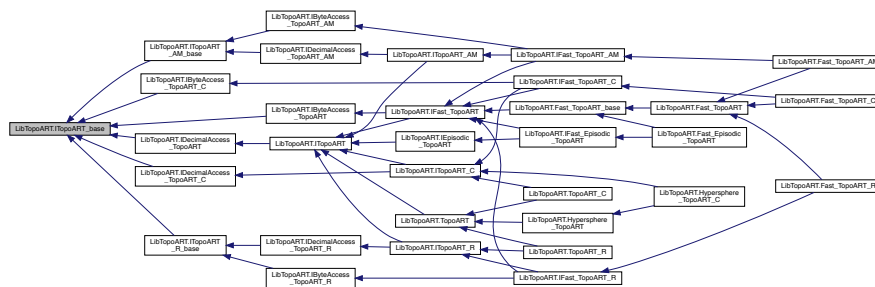 LibTopoART.ITopoART_base
LibTopoART.ITopoART
_AM_base
LibTopoART.IByteAccess
_TopoART_C
LibTopoART.IDecimalAccess
_TopoART
LibTopoART.IDecimalAccess
_TopoART_C
LibTopoART.ITopoART
_R_base
LibTopoART.IByteAccess
_TopoART_AM
LibTopoART.IDecimalAccess
_TopoART_AM
LibTopoART.IByteAccess
_TopoART
LibTopoART.ITopoART
LibTopoART.IDecimalAccess
_TopoART_R
LibTopoART.IByteAccess
_TopoART_R
LibTopoART.ITopoART_AM
LibTopoART.IFast_TopoART
LibTopoART.IEpisodic
_TopoART
LibTopoART.ITopoART_C
LibTopoART.TopoART
LibTopoART.ITopoART_R
LibTopoART.IFast_TopoART_AM
LibTopoART.IFast_TopoART_C
LibTopoART.Fast_TopoART_base
LibTopoART.IFast_Episodic
_TopoART
LibTopoART.TopoART_C
LibTopoART.Hypersphere
_TopoART
LibTopoART.TopoART_R
LibTopoART.IFast_TopoART_R
LibTopoART.Fast_TopoART
LibTopoART.Fast_Episodic
_TopoART
LibTopoART.Hypersphere
_TopoART_C
LibTopoART.Fast_TopoART_AM
LibTopoART.Fast_TopoART_C
LibTopoART.Fast_TopoART_R